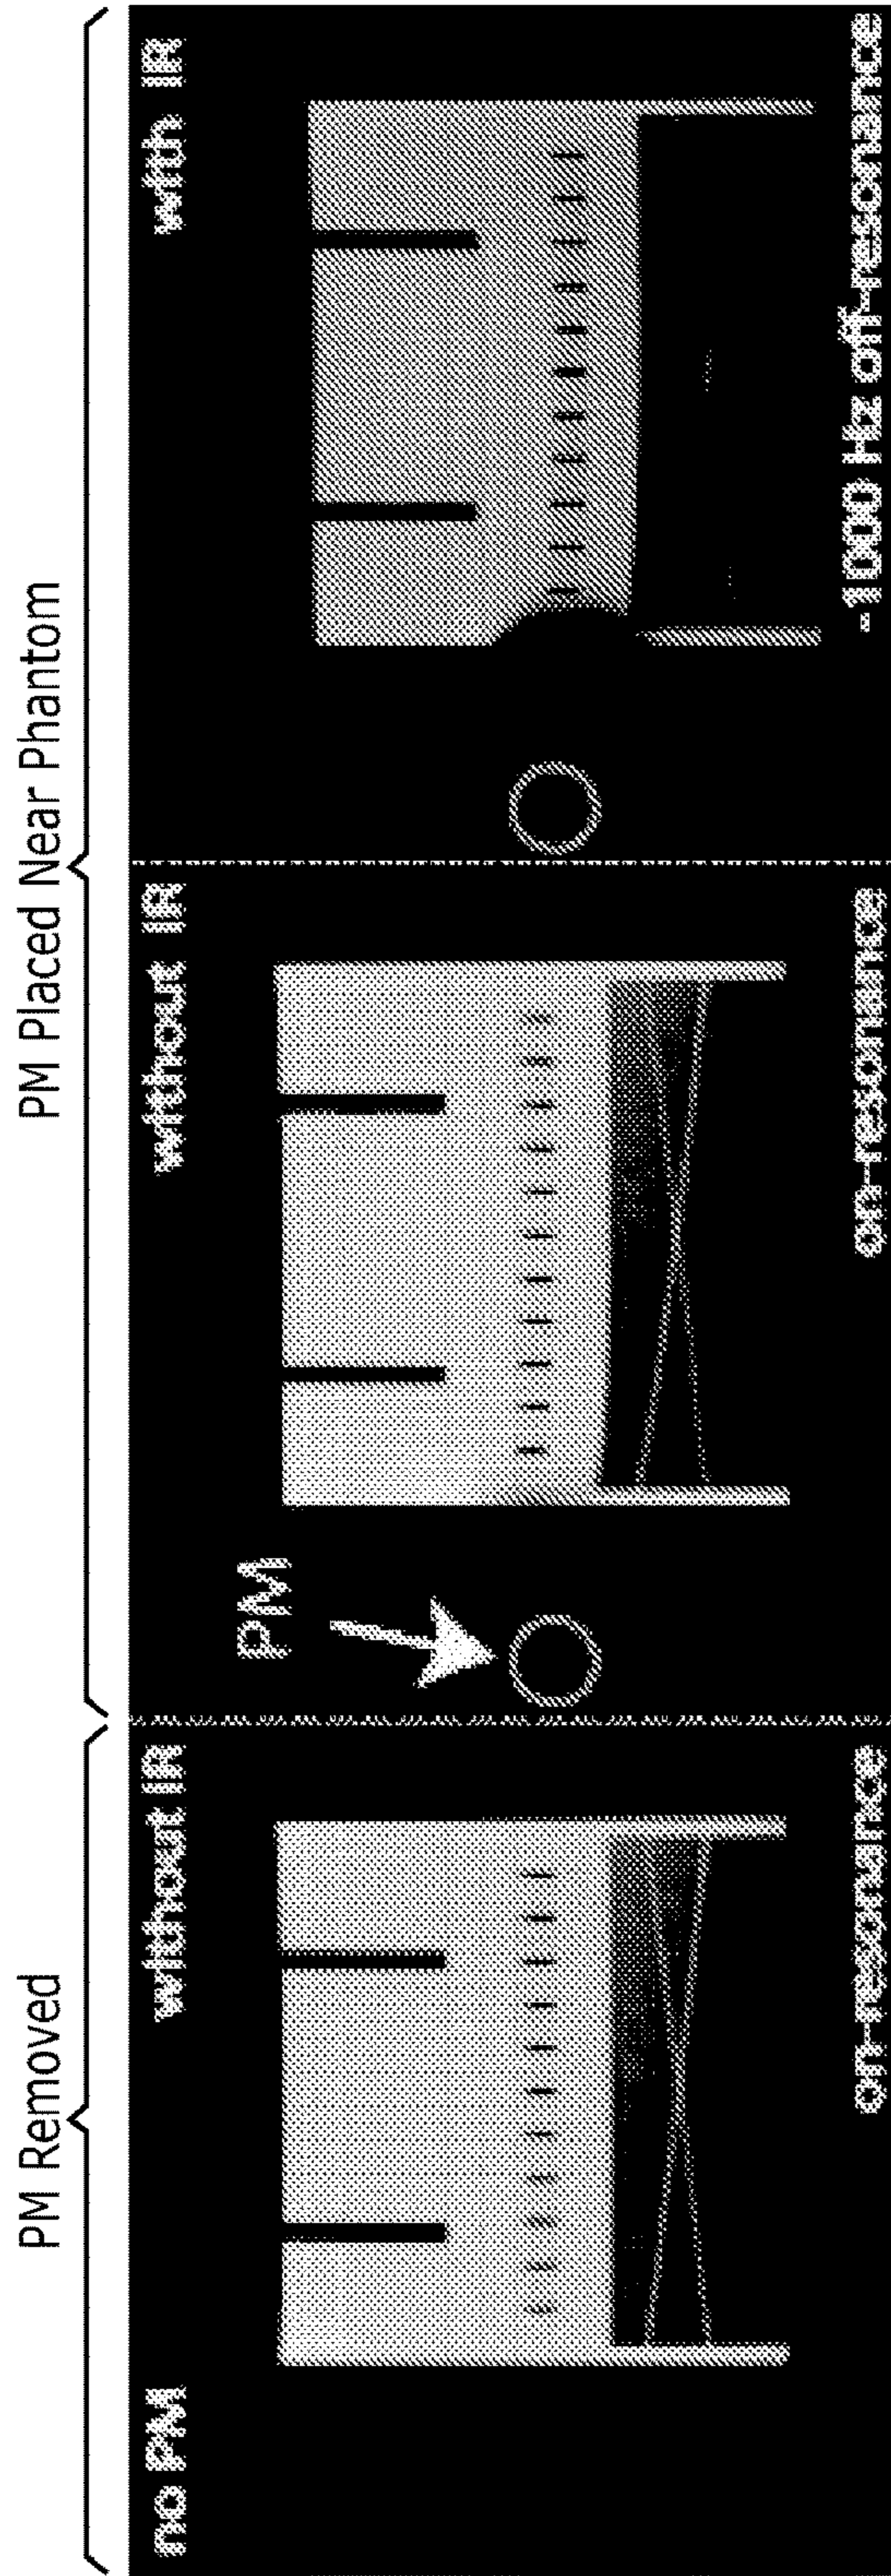 PM Removed
PM Placed Near Phantom
no PM
without IR
on-resonance
without IR
PM
on-resonance
with IR
-1000 Hz off-resonance